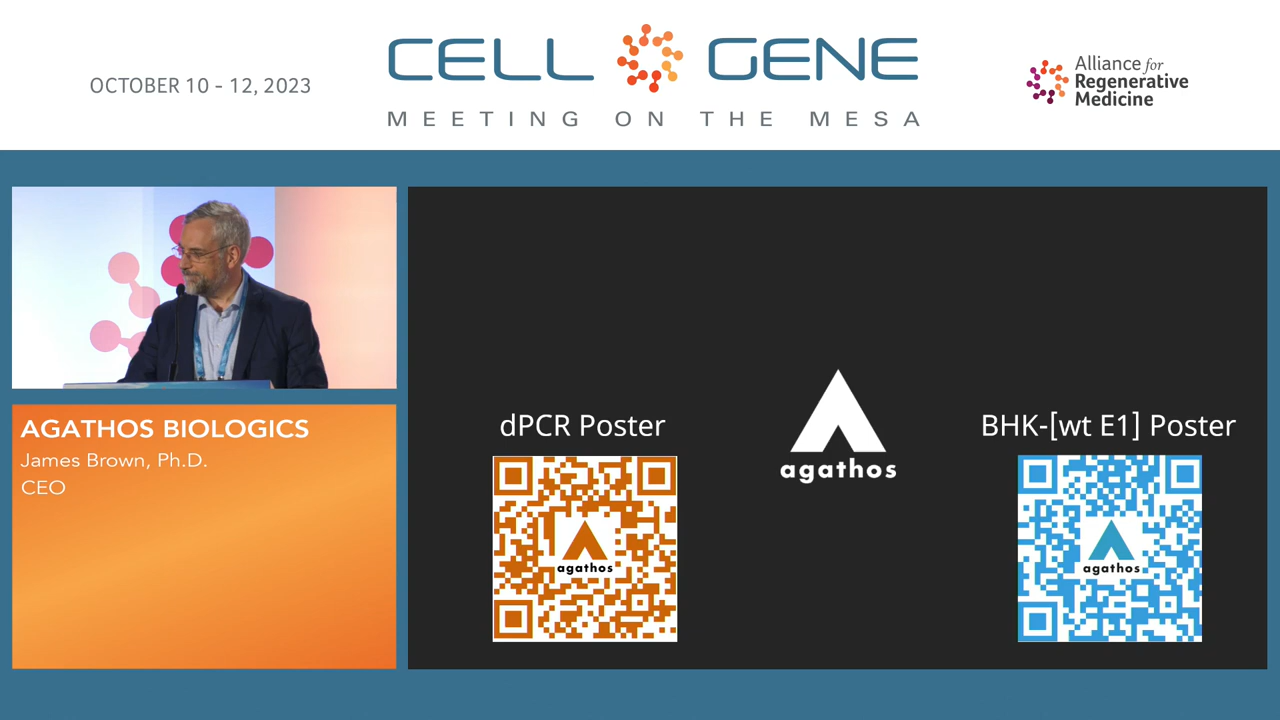 OCTOBER 10 - 12, 2023
CELL GENE
MEETING ON THE MESA
Alliance for
Regenerative
Medicine
AGATHOS BIOLOGICS
James Brown, Ph.D.
CEO
dPCR Poster
agathos
agathos
BHK-[wt E1] Poster
agathos